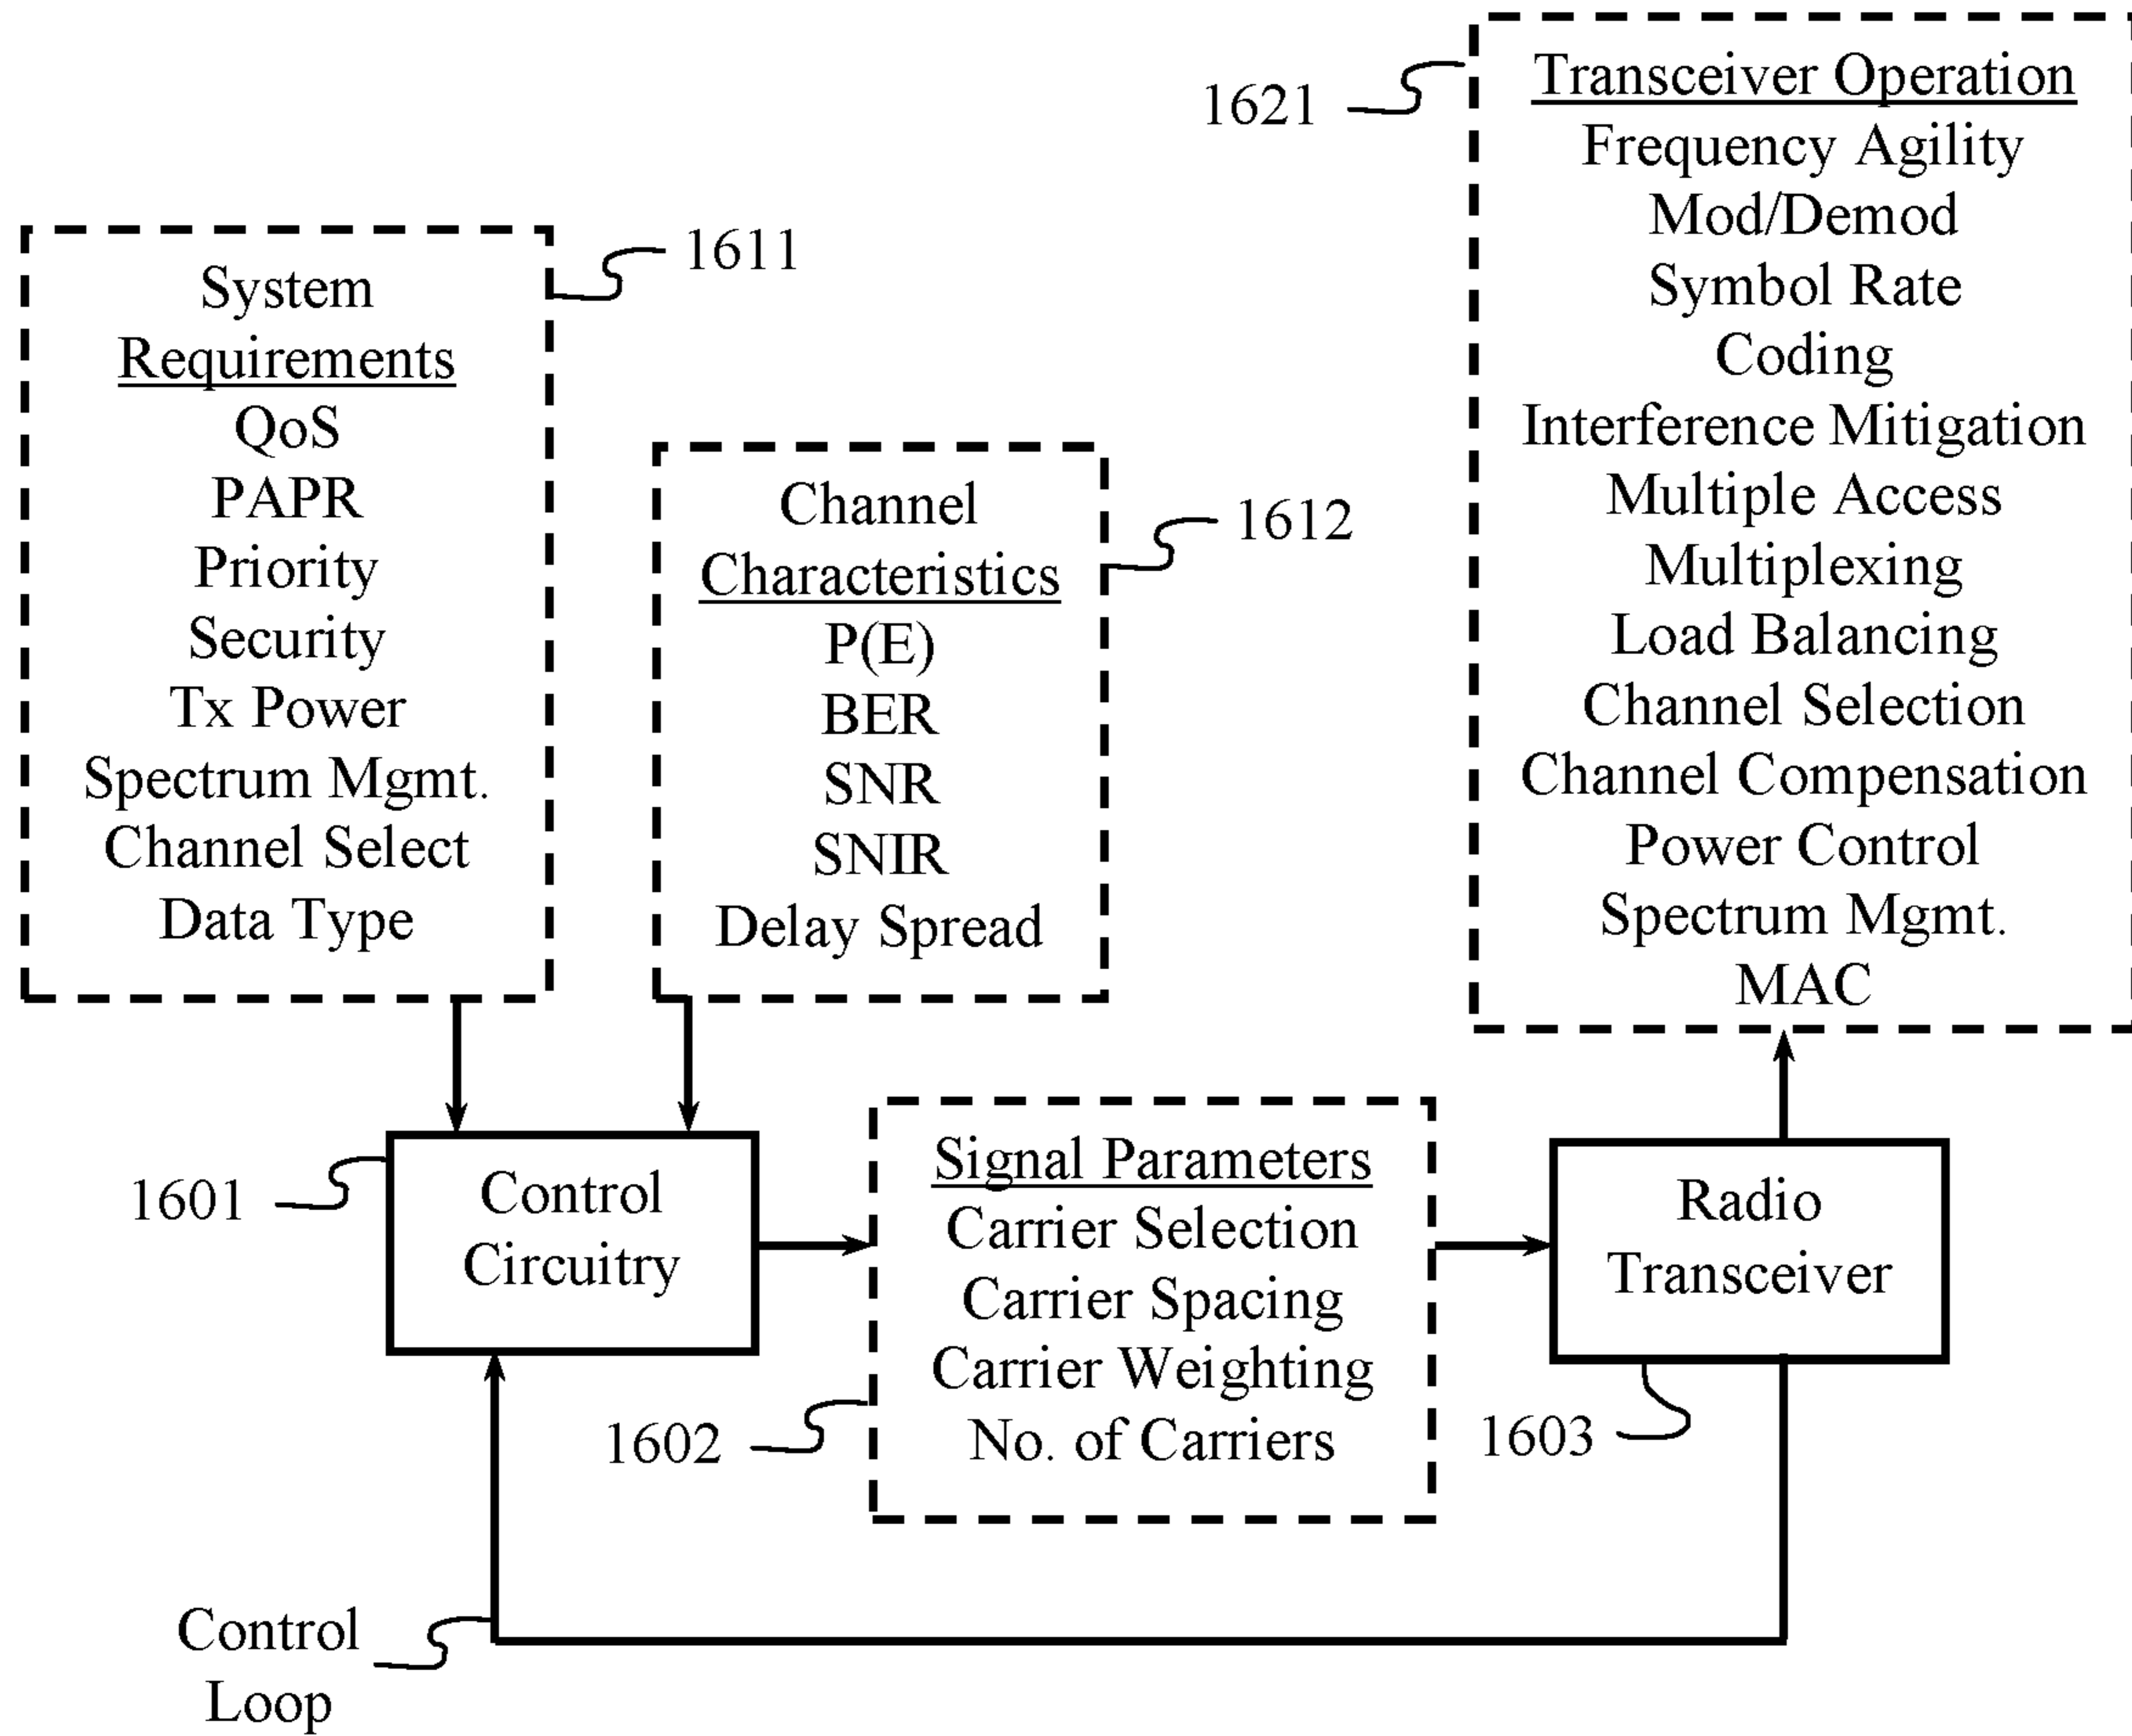 1621
Transceiver Operation
Frequency Agility
Mod/Demod
Symbol Rate
Coding
Interference Mitigation
Multiple Access
Multiplexing
Load Balancing
Channel Selection
Channel Compensation
Power Control
Spectrum Mgmt.
MAC
1611
System
Requirements
QoS
PAPR
Priority
Security
Tx Power
Spectrum Mgmt.
Channel Select
Data Type
1612
Channel
Characteristics
P(E)
BER
SNR
SNIR
Delay Spread
1601
Control
Circuitry
Signal Parameters
Carrier Selection
Carrier Spacing
Carrier Weighting
No. of Carriers
1602
Radio
Transceiver
1603
Control
Loop